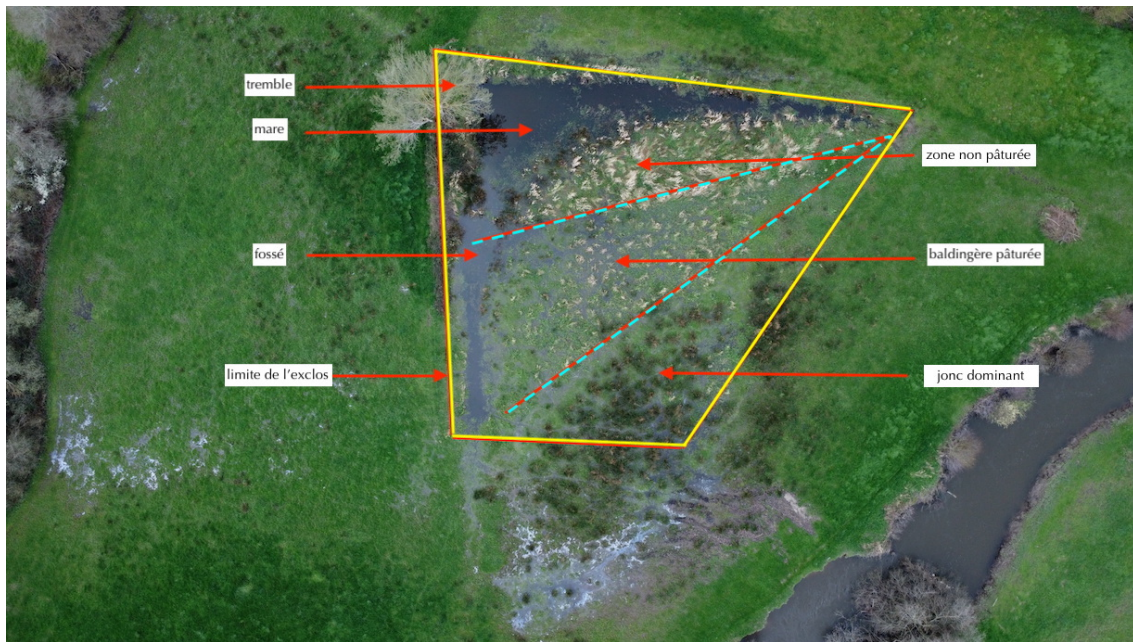 tremble
mare
zone non pâturée
fossé
baldingère pâturée
limite de l'exclos
jonc dominant